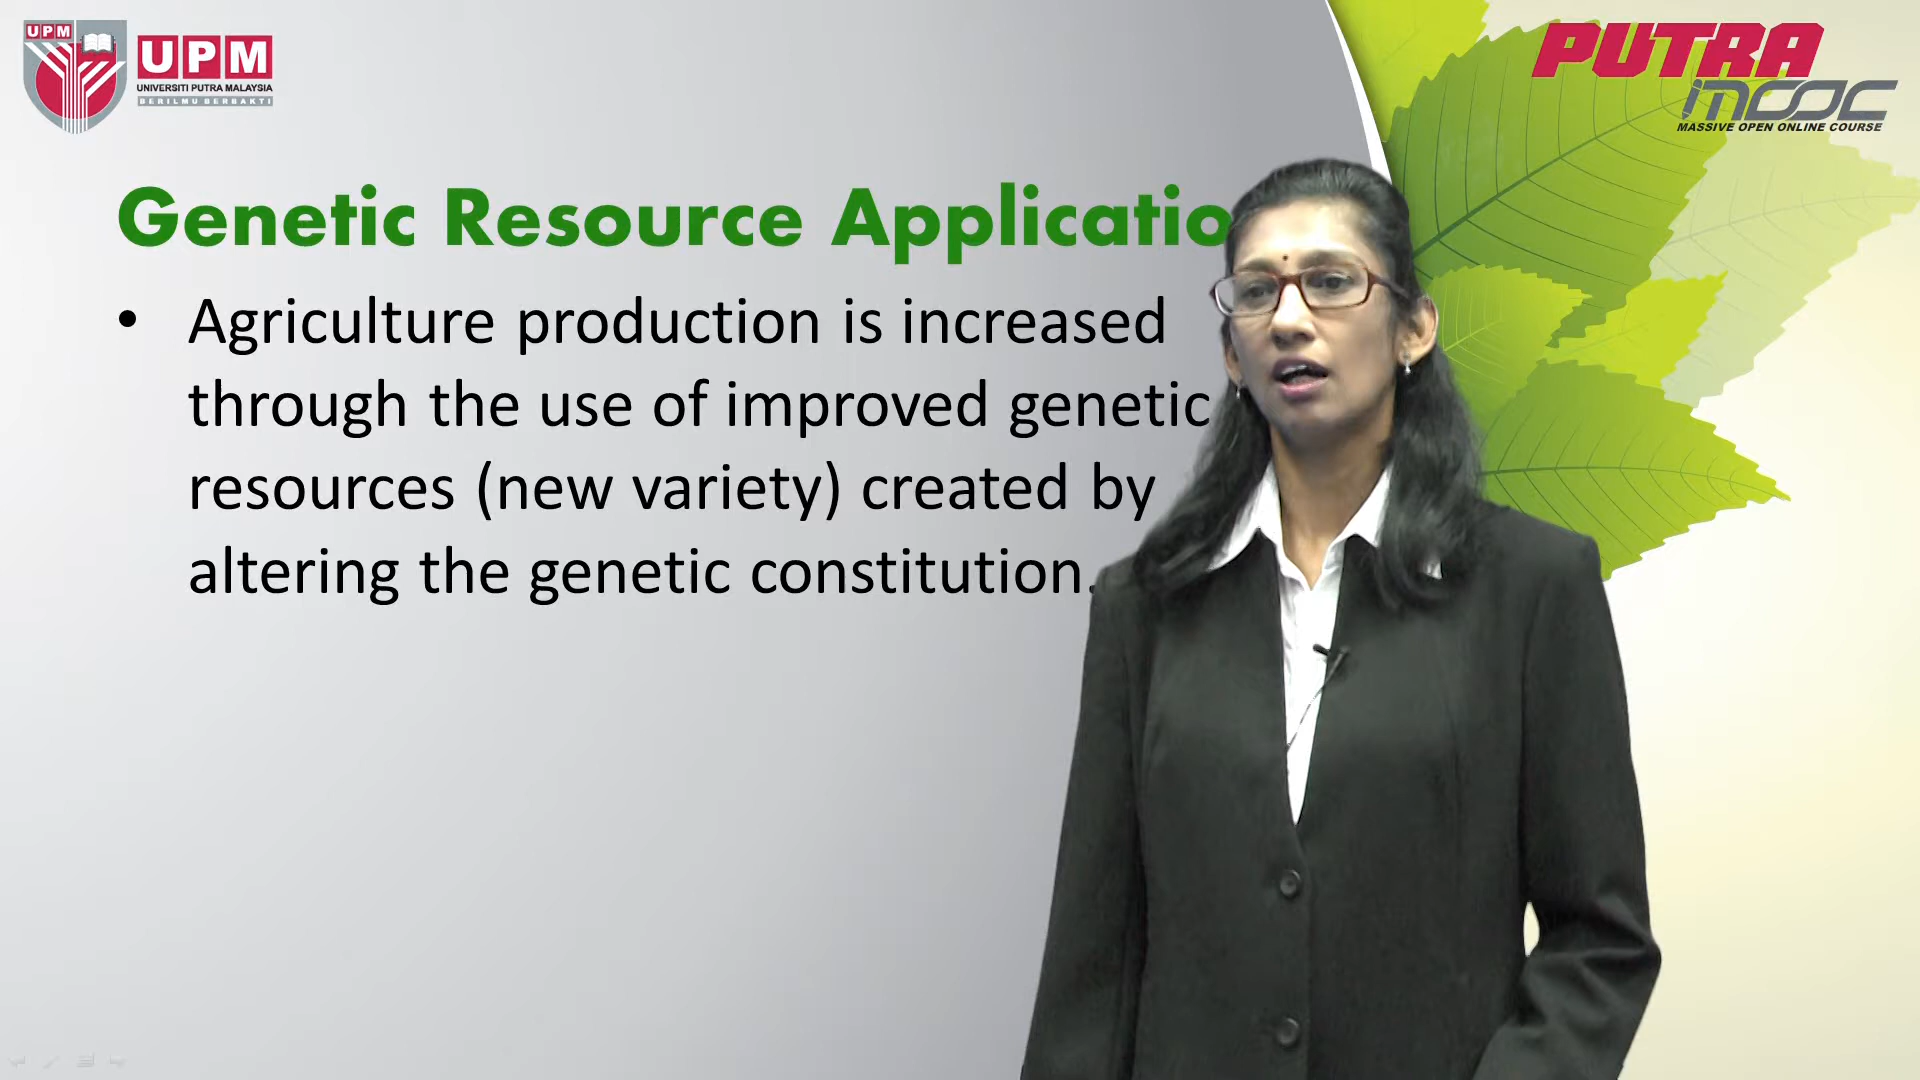 UPM
UPM
UNIVERSITI PUTRA MALAYSIA
BERILMU BERBAKTI
PUTRA
mooc
MASSIVE OPEN ONLINE COURSE
Genetic Resource Applicatio
• Agriculture production is increased
through the use of improved genetic
resources (new variety) created by
altering the genetic constitution.